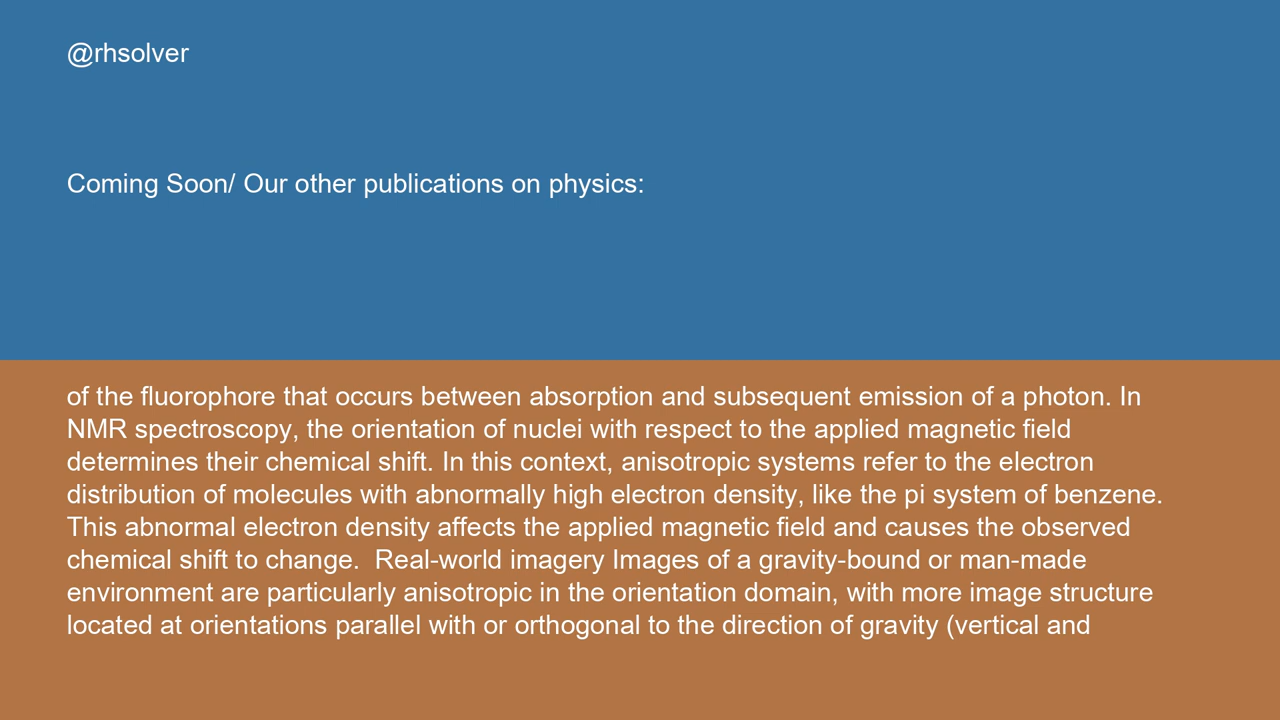 @rhsolver
Coming Soon/ Our other publications on physics:
of the fluorophore that occurs between absorption and subsequent emission of a photon. In
NMR spectroscopy, the orientation of nuclei with respect to the applied magnetic field
determines their chemical shift. In this context, anisotropic systems refer to the electron
distribution of molecules with abnormally high electron density, like the pi system of benzene.
This abnormal electron density affects the applied magnetic field and causes the observed
chemical shift to change.  Real-world imagery Images of a gravity-bound or man-made
environment are particularly anisotropic in the orientation domain, with more image structure
located at orientations parallel with or orthogonal to the direction of gravity (vertical and